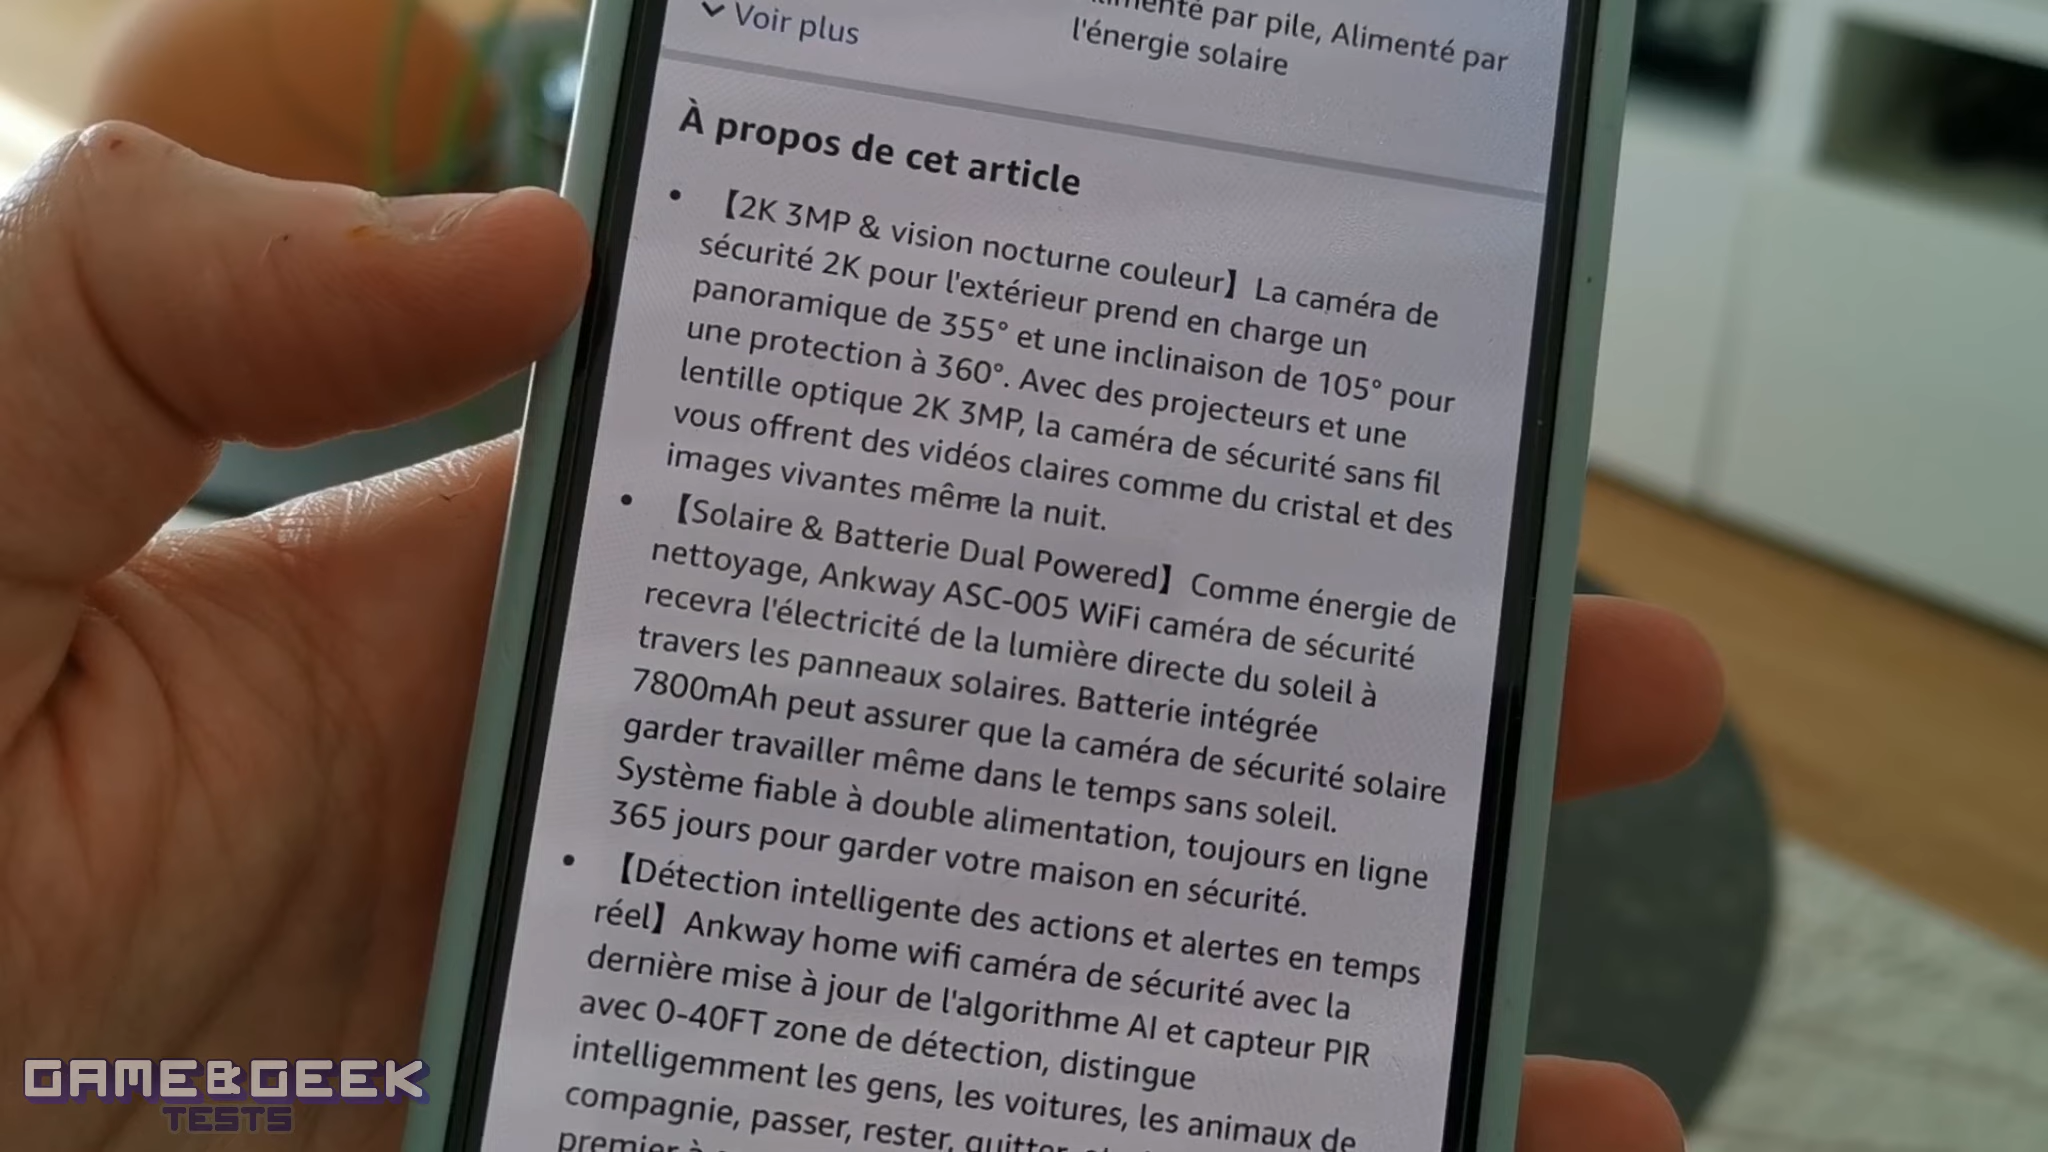 Voir plus
par pile, Alimenté par
l'énergie solaire
À propos de cet article
• 【2K 3MP & vision nocturne couleur】La caméra de
sécurité 2K pour l'extérieur prend en charge un
panoramique de 355° et une inclinaison de 105° pour
une protection à 360°. Avec des projecteurs et une
lentille optique 2K 3MP, la caméra de sécurité sans fil
vous offrent des vidéos claires comme du cristal et des
images vivantes même la nuit.
• 【Solaire & Batterie Dual Powered】Comme énergie de
nettoyage, Ankway ASC-005 WiFi caméra de sécurité
recevra l'électricité de la lumière directe du soleil à
travers les panneaux solaires. Batterie intégrée
7800mAh peut assurer que la caméra de sécurité solaire
garder travailler même dans le temps sans soleil.
Système fiable à double alimentation, toujours en ligne
365 jours pour garder votre maison en sécurité.
• 【Détection intelligente des actions et alertes en temps
réel】Ankway home wifi caméra de sécurité avec la
dernière mise à jour de l'algorithme AI et capteur PIR
avec 0-40FT zone de détection, distingue
intelligemment les gens, les voitures, les animaux de
compagnie, passer, rester, quitter,
premier à
GAME&GEEK
TESTS